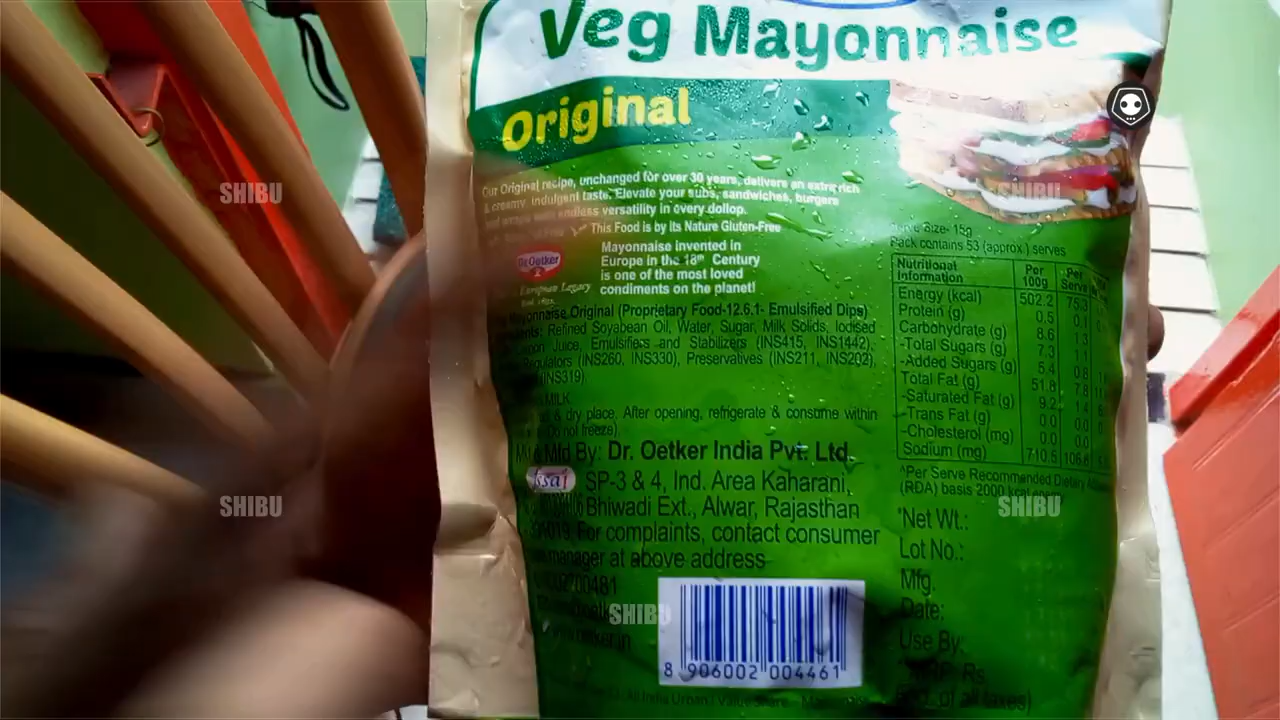 Veg Mayonnaise
Original
Our Original recipe, unchanged for over 30 years, delivers an extra rich
& creamy, indulgent taste. Elevate your subs, sandwiches, burgers
endless versatility in every dollop.
This Food is by its Nature Gluten-Free
Dr.Oetker
European Legacy
Mayonnaise invented in
Europe in the 18th Century
is one of the most loved
condiments on the planet!
Mayonnaise Original (Proprietary Food-12.6.1- Emulsified Dips)
Refined Soyabean Oil, Water, Sugar, Milk Solids, Iodised
Juice, Emulsifiers and Stabilizers (INS415, INS1442),
(INS260, INS330), Preservatives (INS211, INS202),
(INS319)
MILK
& dry place. After opening, refrigerate & consume within
(Do not freeze).
Mfd By: Dr. Oetker India Pvt. Ltd.
fssai
SP-3 & 4, Ind. Area Kaharani,
Bhiwadi Ext., Alwar, Rajasthan
For complaints, contact consumer
manager at above address
8 906002 004461
Size- 15g
Pack contains 53 (approx) serves
Nutritional Information Per 100g Per Serve
Energy (kcal) 502.2 75.3
Protein (g) 0.5 0.1
Carbohydrate (g) 8.6 1.3
-Total Sugars (g) 7.3 1.1
-Added Sugars (g) 5.4 0.8
Total Fat (g) 51.8 7.8
-Saturated Fat (g) 9.2 1.4
-Trans Fat (g) 0.0 0.0
-Cholesterol (mg) 0.0 0.0
Sodium (mg) 710.5 106.6
^Per Serve Recommended Dietary
(RDA) basis 2000 kcal
*Net Wt.:
Lot No.:
Mfg.
Date:
Use By:
Rs.
of all taxes)
SHIBU
SHIBU
SHIBU
SHIBU
SHIBU